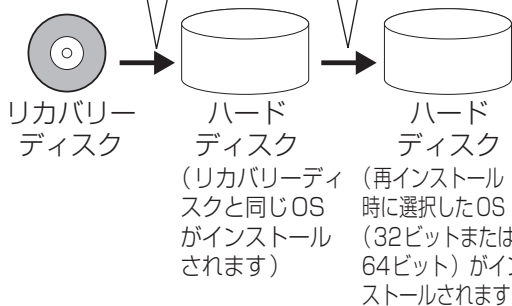 リカバリー
ディスク
ハード
ディスク
（リカバリーディ
スクと同じOS
がインストール
されます）
ハード
ディスク
（再インストール
時に選択したOS
（32ビットまたは
64ビット）がイン
ストールされます